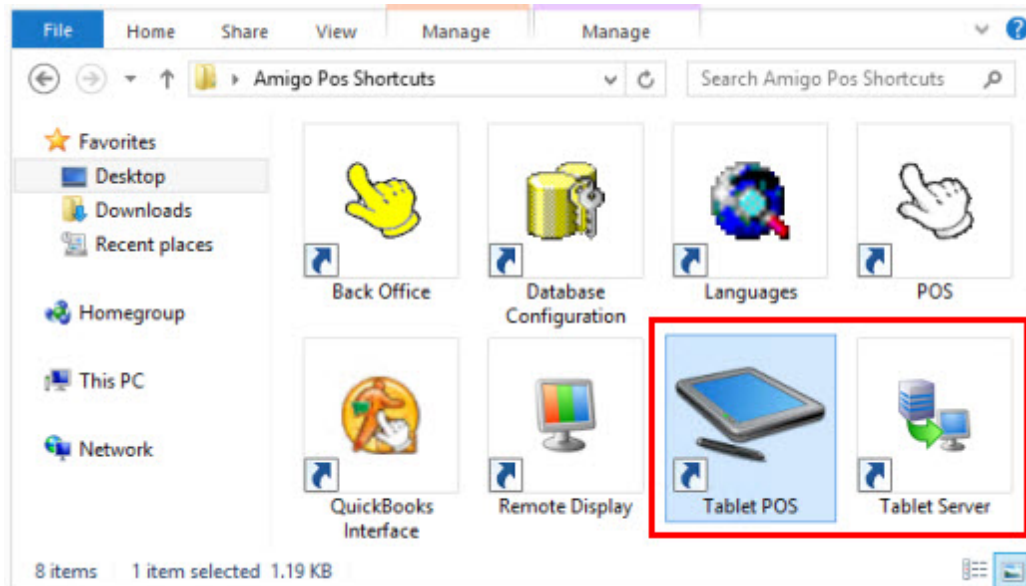 File Home Share View Manage Manage
Amigo Pos Shortcuts Search Amigo Pos Shortcuts
Favorites
Desktop
Downloads
Recent places
Homegroup
This PC
Network
Back Office Database Configuration Languages POS
QuickBooks Interface Remote Display Tablet POS Tablet Server
8 items 1 item selected 1.19 KB